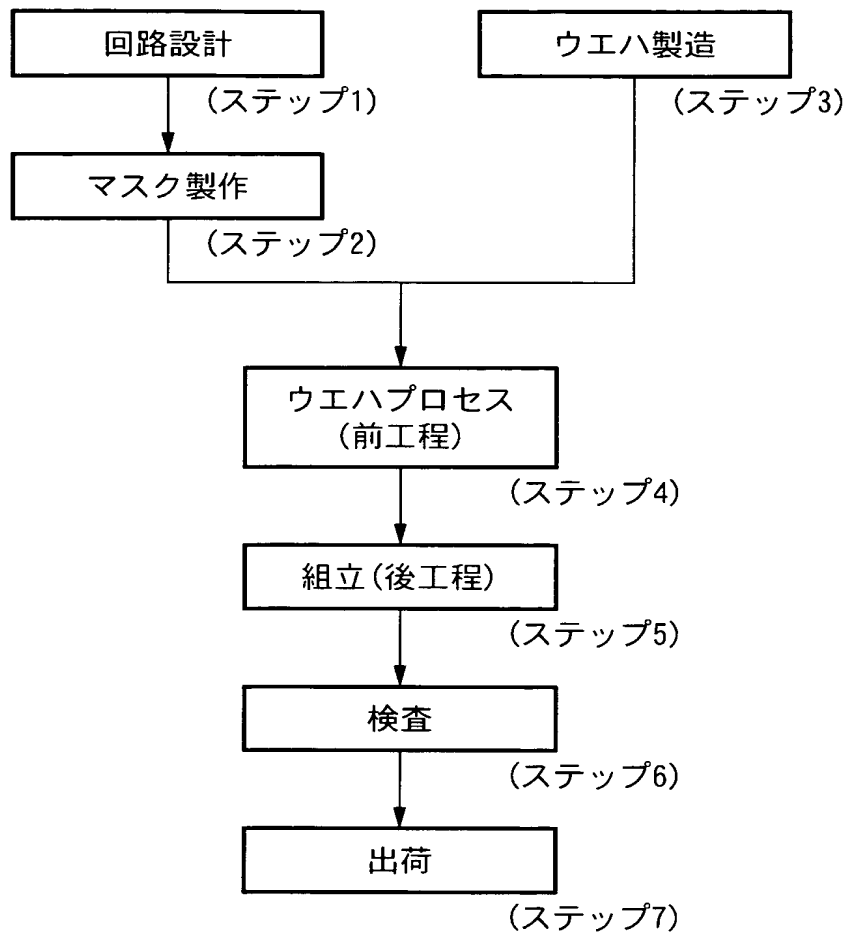 回路設計
(ステップ1)
ウエハ製造
(ステップ3)
マスク製作
(ステップ2)
ウエハプロセス
(前工程)
(ステップ4)
組立(後工程)
(ステップ5)
検査
(ステップ6)
出荷
(ステップ7)